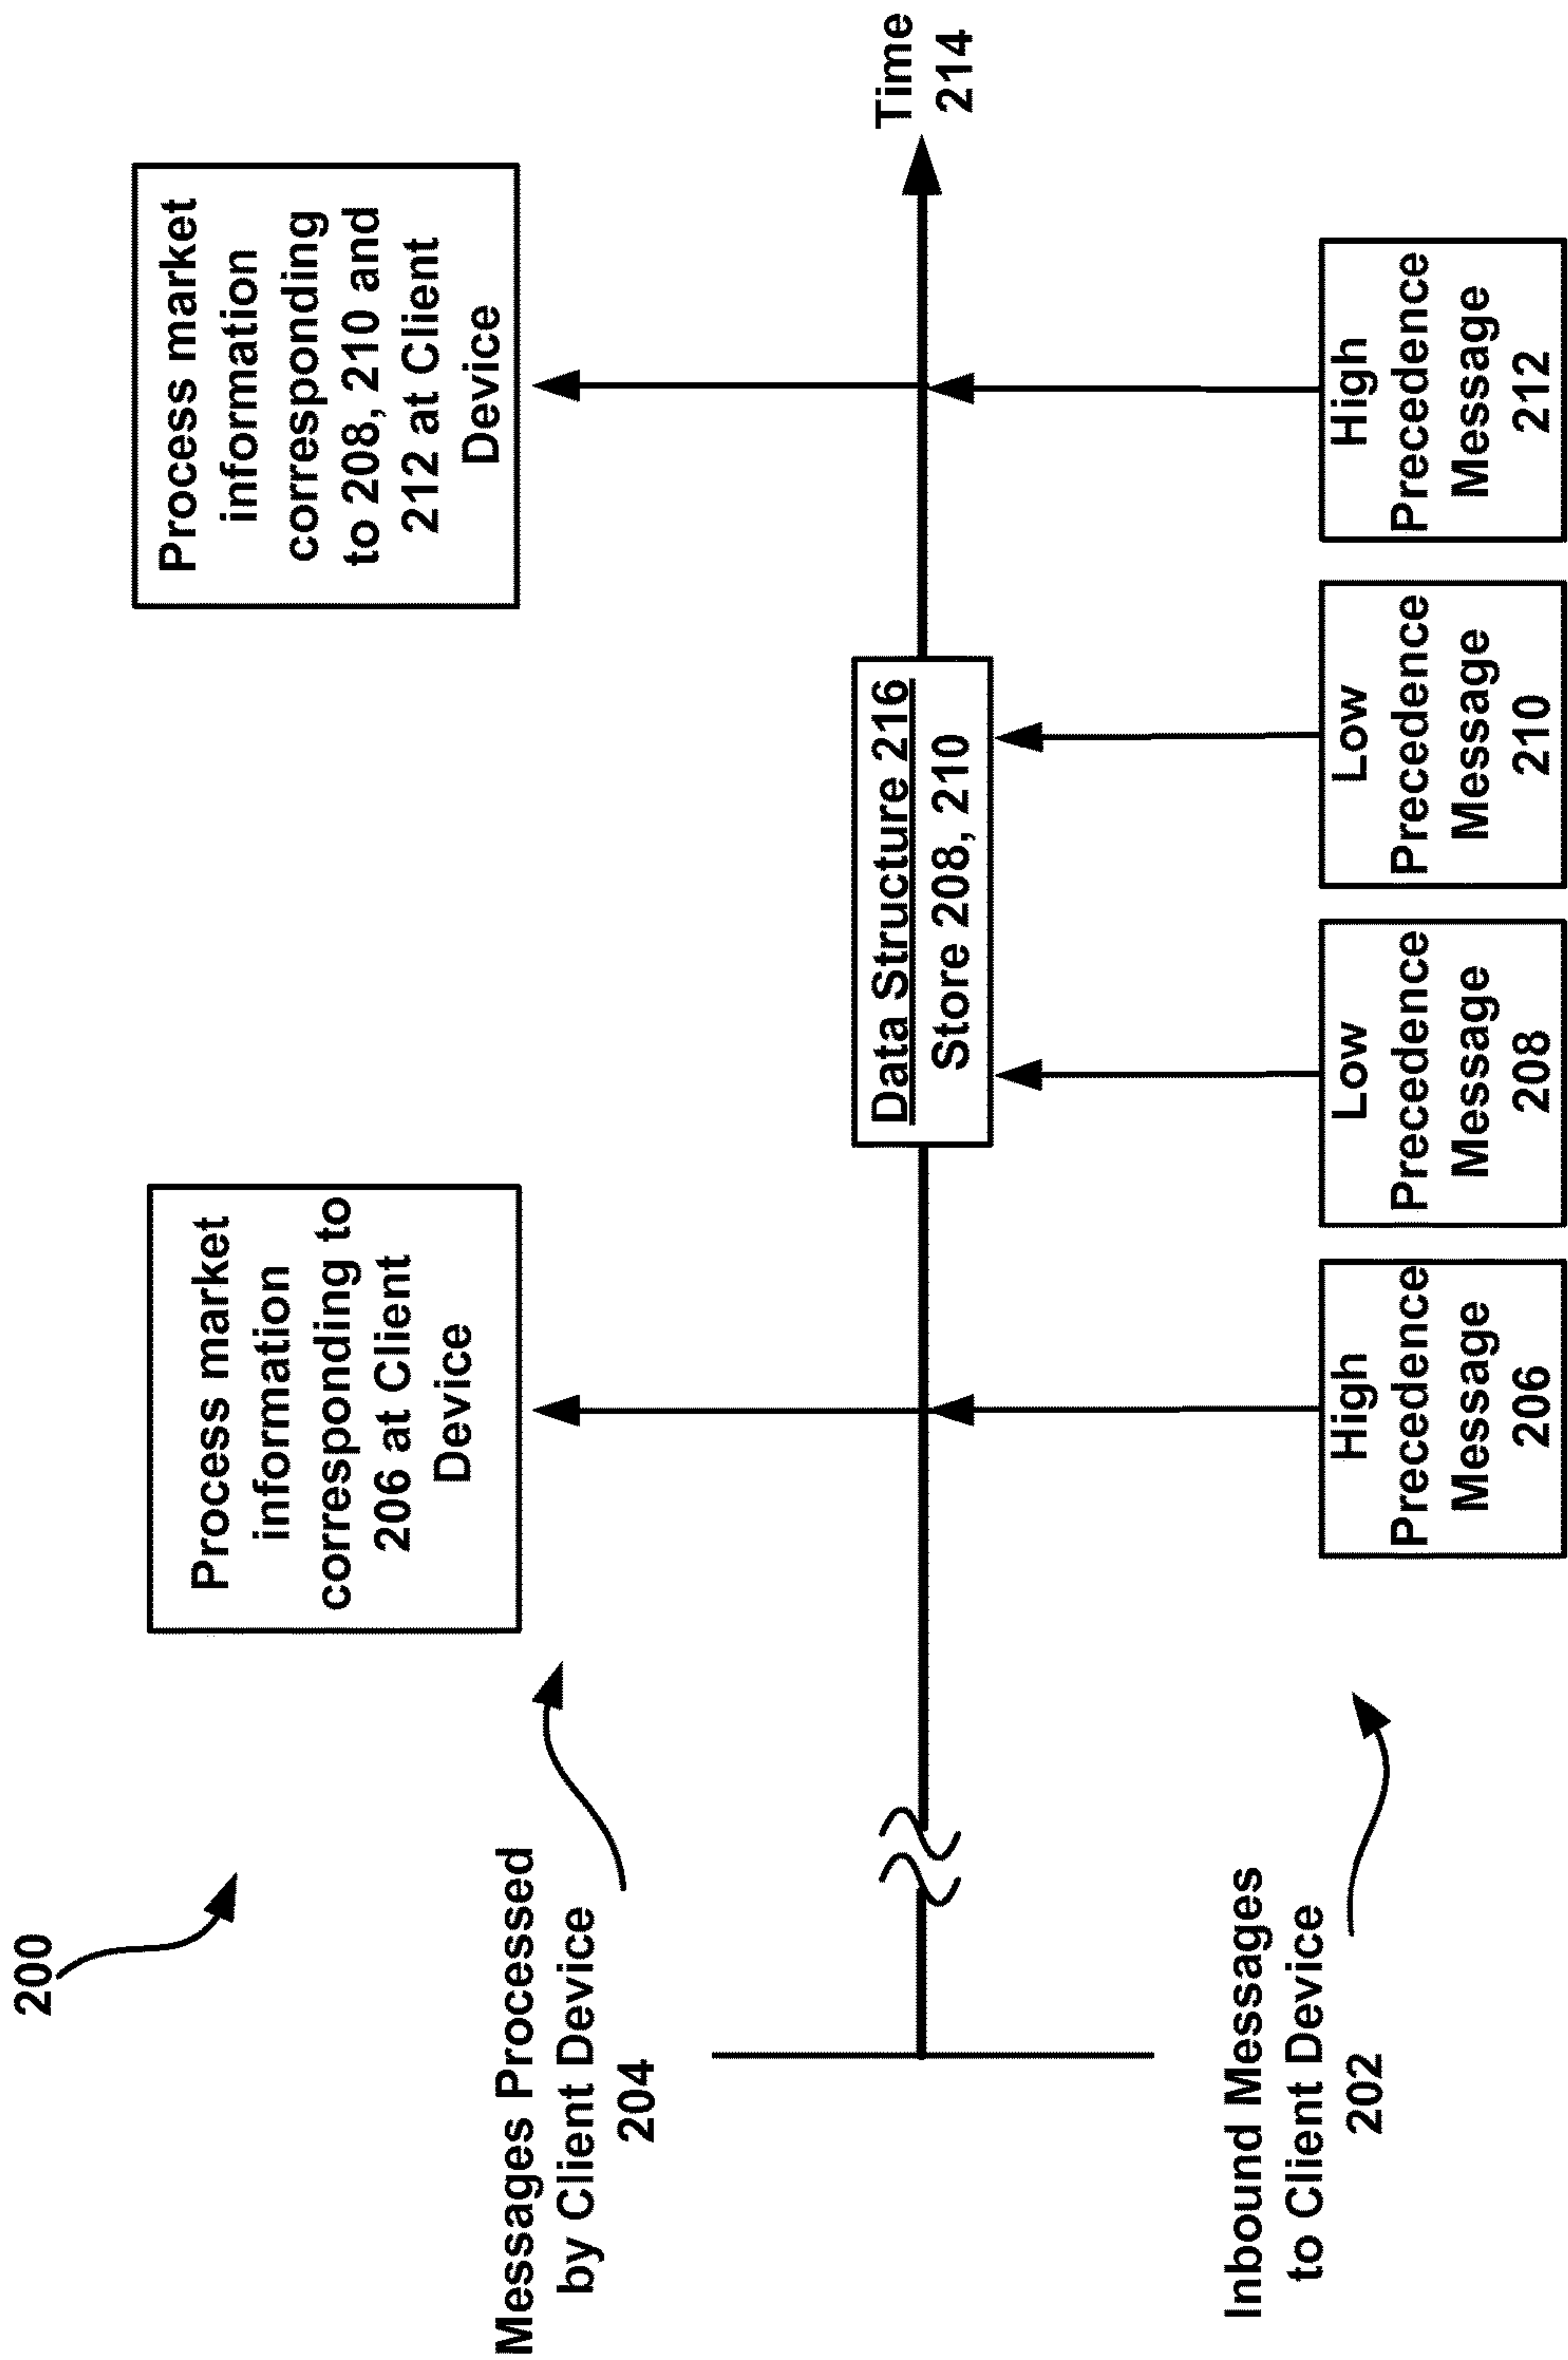 200
Messages Processed
by Client Device
204
Process market
information
corresponding to
206 at Client
Device
Process market
information
corresponding
to 208, 210 and
212 at Client
Device
Data Structure 216
Store 208, 210
Time
214
Inbound Messages
to Client Device
202
High
Precedence
Message
206
Low
Precedence
Message
208
Low
Precedence
Message
210
High
Precedence
Message
212